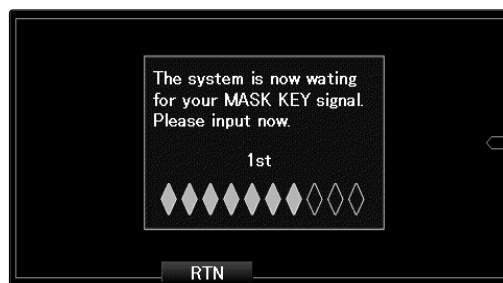 The system is now wating
for your MASK KEY signal.
Please input now.
1st
RTN